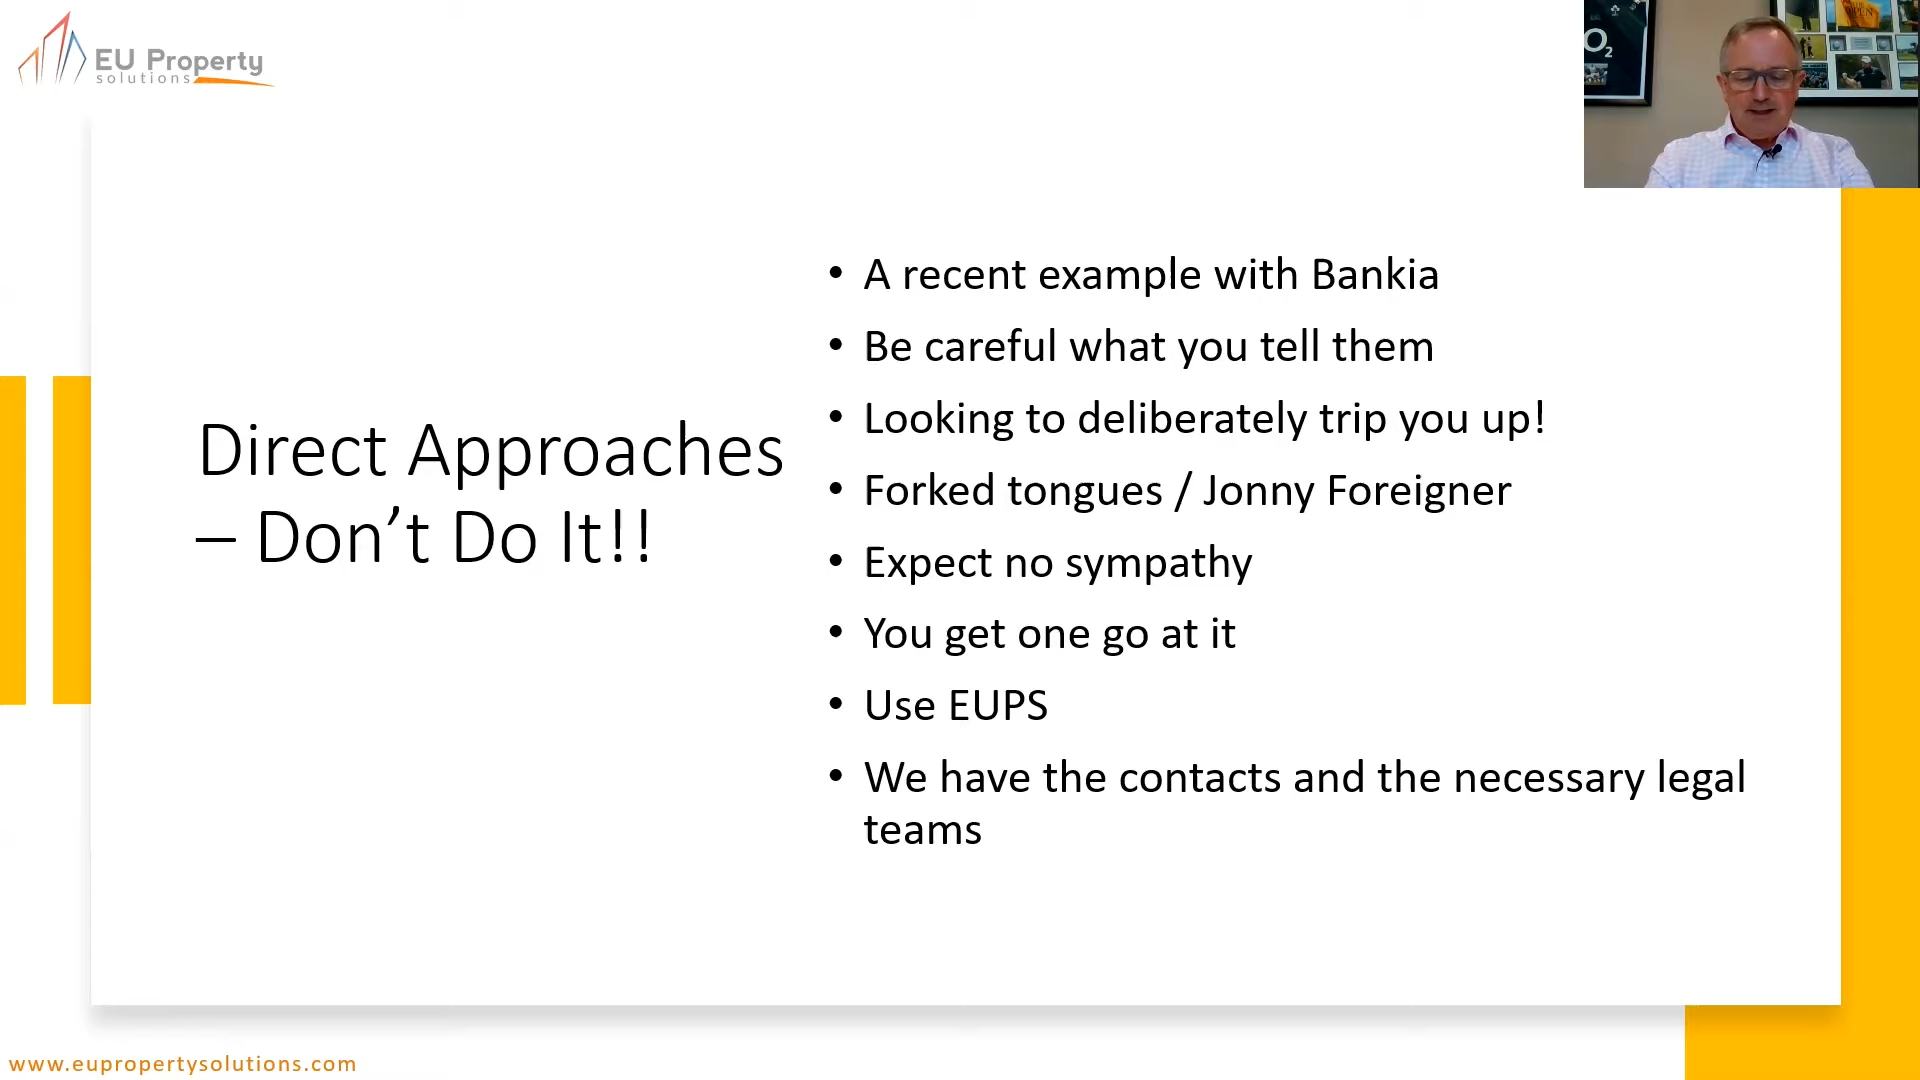 EU Property
solutions
O2
OPEN
Direct Approaches
– Don’t Do It!!
• A recent example with Bankia
• Be careful what you tell them
• Looking to deliberately trip you up!
• Forked tongues / Jonny Foreigner
• Expect no sympathy
• You get one go at it
• Use EUPS
• We have the contacts and the necessary legal
teams
www.eupropertysolutions.com